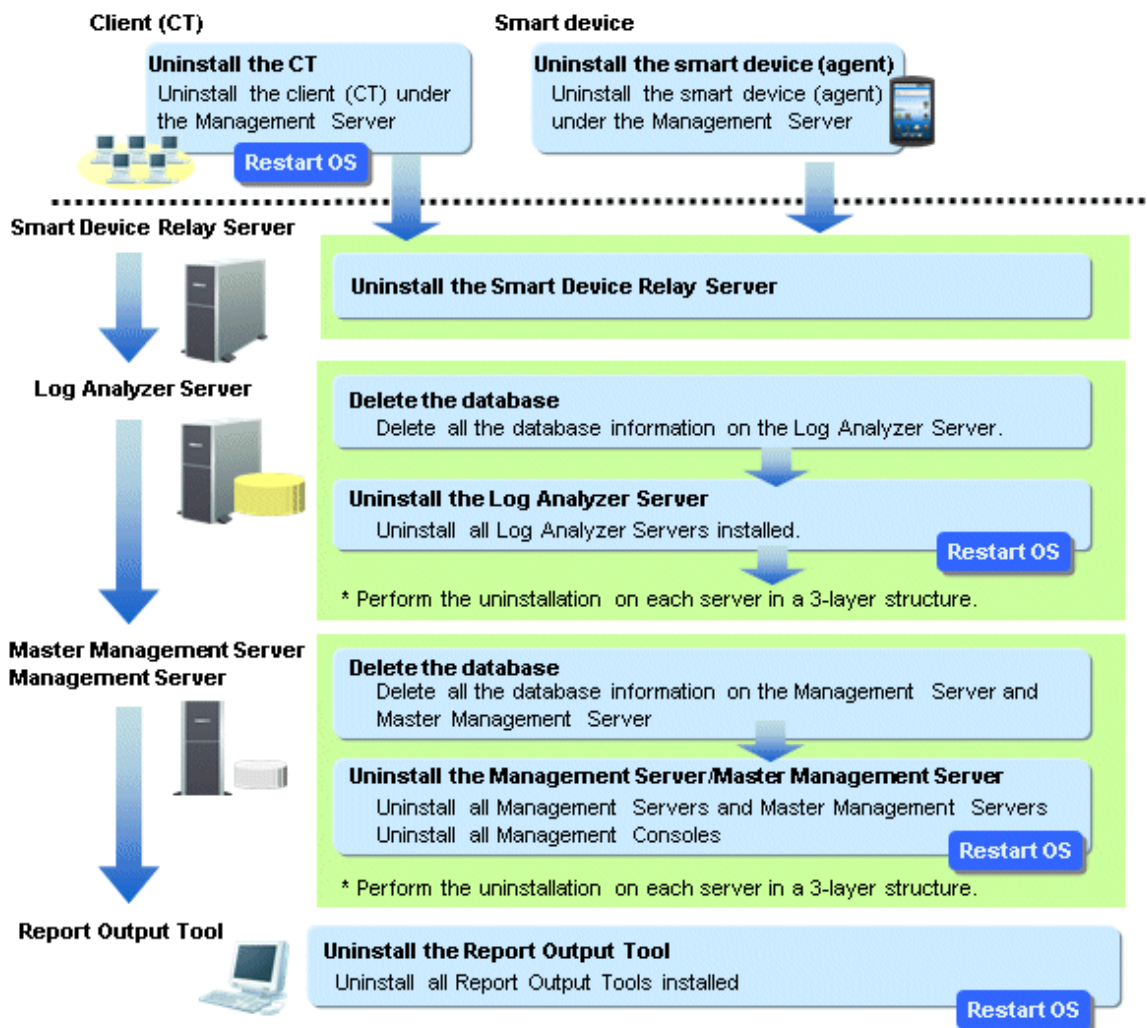 Client (CT)
Smart device
Uninstall the CT
Uninstall the client (CT) under
the Management Server
Restart OS
Uninstall the smart device (agent)
Uninstall the smart device (agent)
under the Management Server
Smart Device Relay Server
Uninstall the Smart Device Relay Server
Log Analyzer Server
Delete the database
Delete all the database information on the Log Analyzer Server.
Uninstall the Log Analyzer Server
Uninstall all Log Analyzer Servers installed.
Restart OS
* Perform the uninstallation on each server in a 3-layer structure.
Master Management Server
Management Server
Delete the database
Delete all the database information on the Management Server and
Master Management Server
Uninstall the Management Server/Master Management Server
Uninstall all Management Servers and Master Management Servers
Uninstall all Management Consoles
Restart OS
* Perform the uninstallation on each server in a 3-layer structure.
Report Output Tool
Uninstall the Report Output Tool
Uninstall all Report Output Tools installed
Restart OS